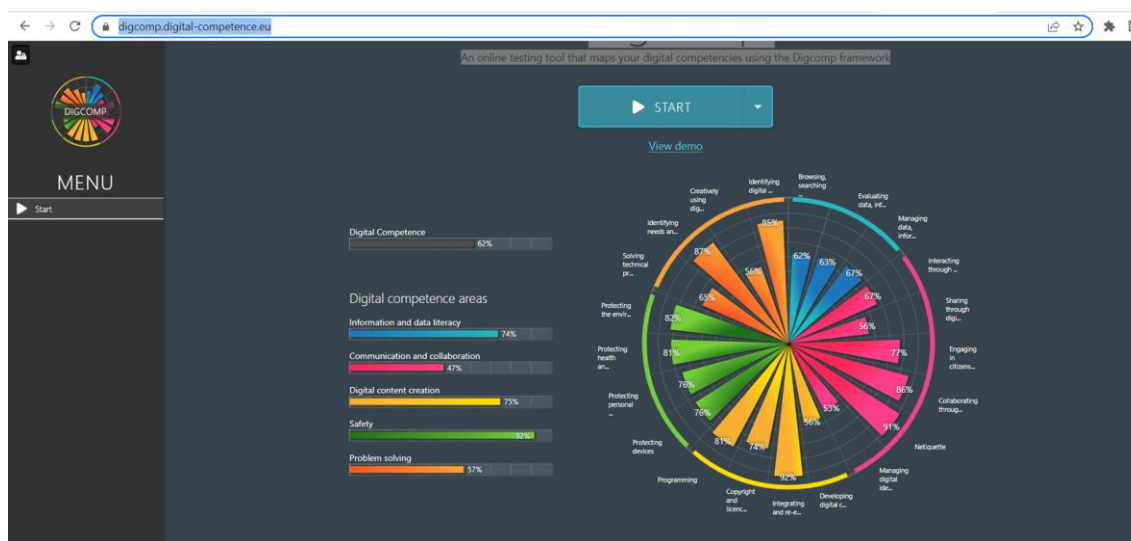 digcomp.digital-competence.eu
An online testing tool that maps your digital competencies using the Digcomp framework
DIGCOMP
START
View demo
MENU
Start
Digital Competence
62%
Digital competence areas
Information and data literacy
74%
Communication and collaboration
47%
Digital content creation
75%
Safety
92%
Problem solving
57%
Browsing,
searching
...
62%
Evaluating
data, inf...
63%
Managing
data,
infor...
67%
Interacting
through ...
67%
Sharing
through
digi...
56%
Engaging
in
citizens...
77%
Collaborating
throug...
86%
Netiquette
91%
Managing
digital
ide...
53%
Developing
digital c...
56%
Integrating
and re-e...
92%
Copyright
and
licenc...
74%
Programming
81%
Protecting
devices
76%
Protecting
personal
...
76%
Protecting
health
an...
81%
Protecting
the envir...
82%
Solving
technical
pr...
65%
Identifying
needs an...
87%
Creatively
using
dig...
56%
Identifying
digital ...
85%